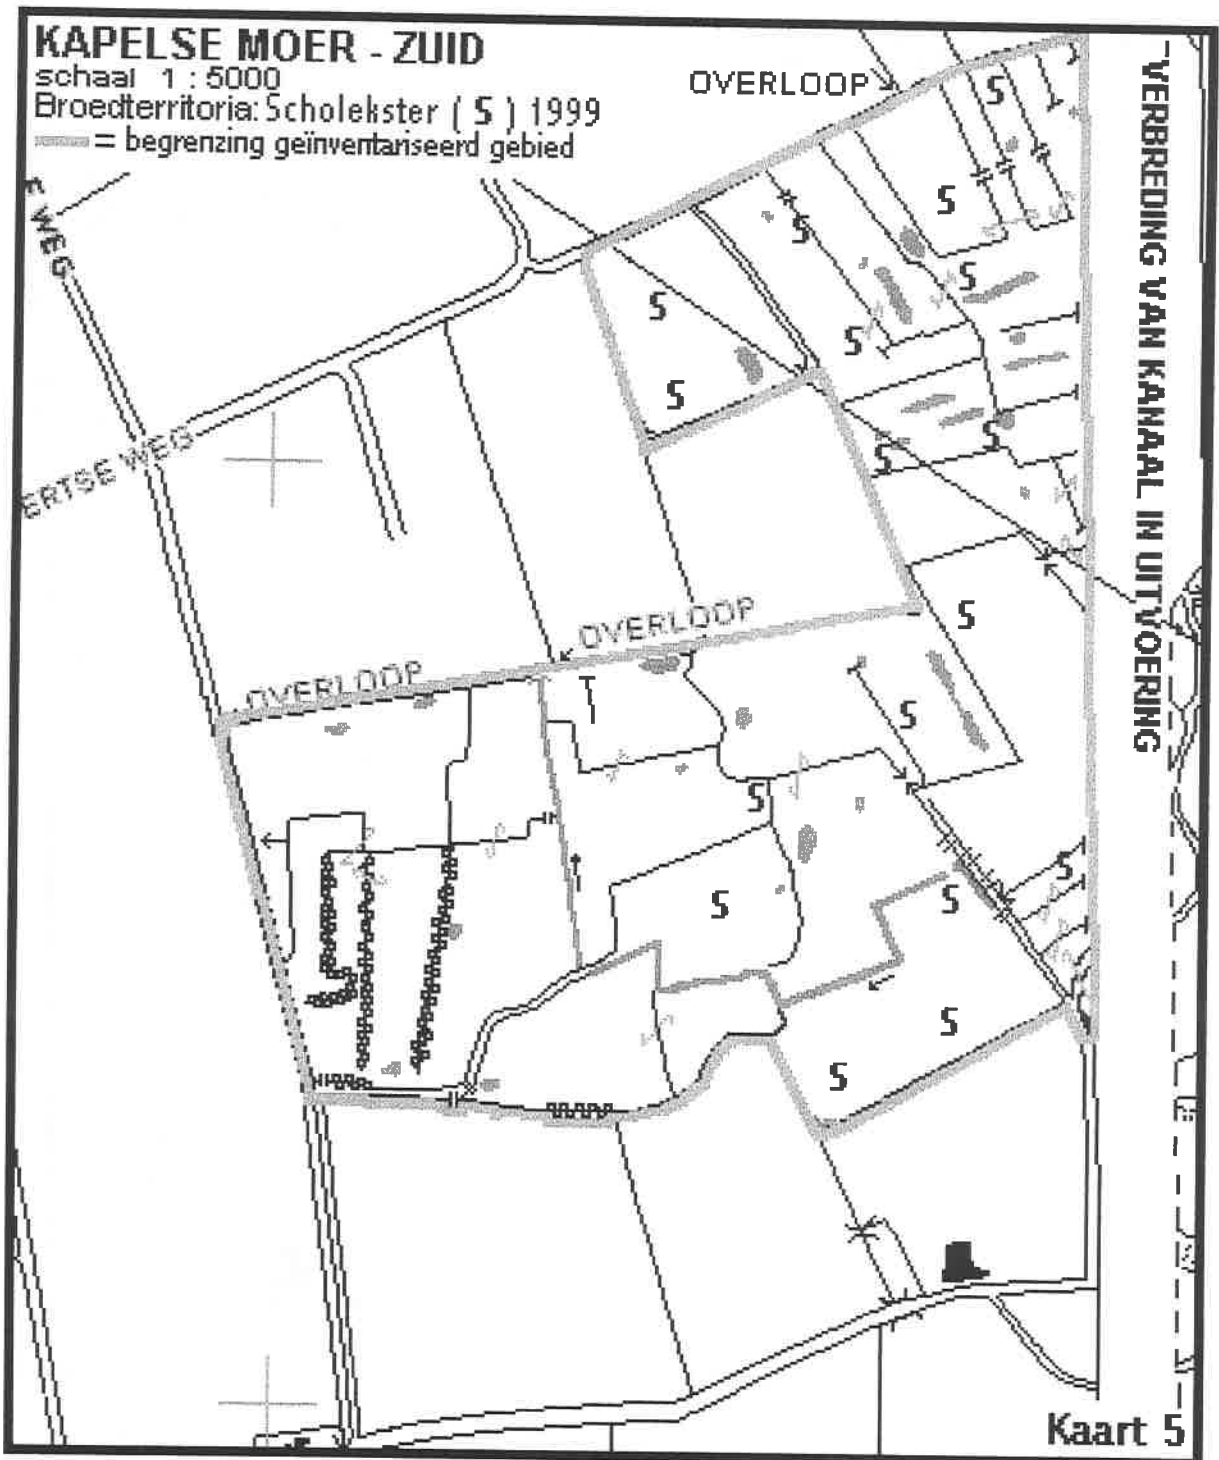 KAPELSE MOER - ZUID
schaal 1 : 5000
Broedterritoria: Scholekster ( S ) 1999
= begrenzing geïnventariseerd gebied
OVERLOOP
E WEG
ERTSE WEG
VERBREDING VAN KANAAL IN UITVOERING
S
S
S
S
S
S
S
S
S
S
OVERLOOP
OVERLOOP
S
S
S
S
S
S
S
Kaart 5